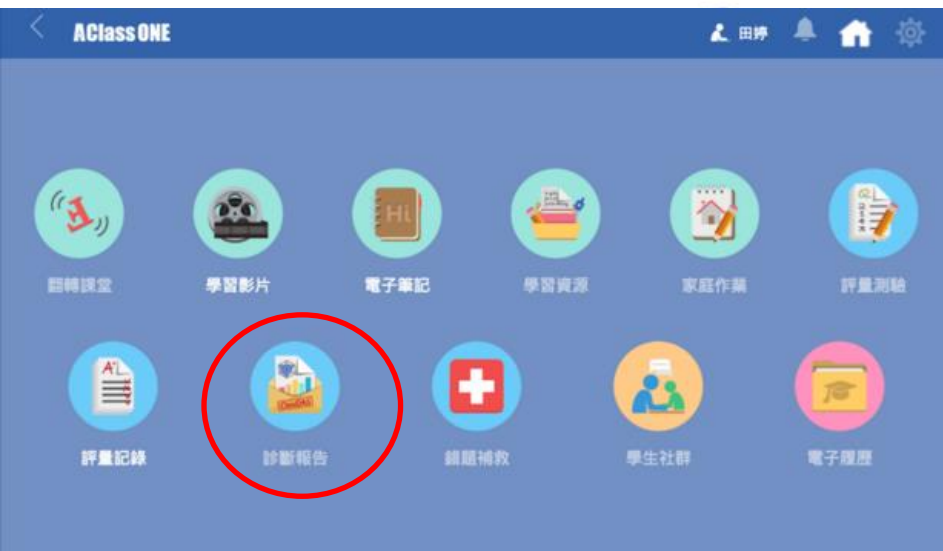 AClassONE
田婷
翻轉課堂
學習影片
電子筆記
學習資源
家庭作業
評量測驗
評量記錄
診斷報告
錯題補救
學生社群
電子履歷